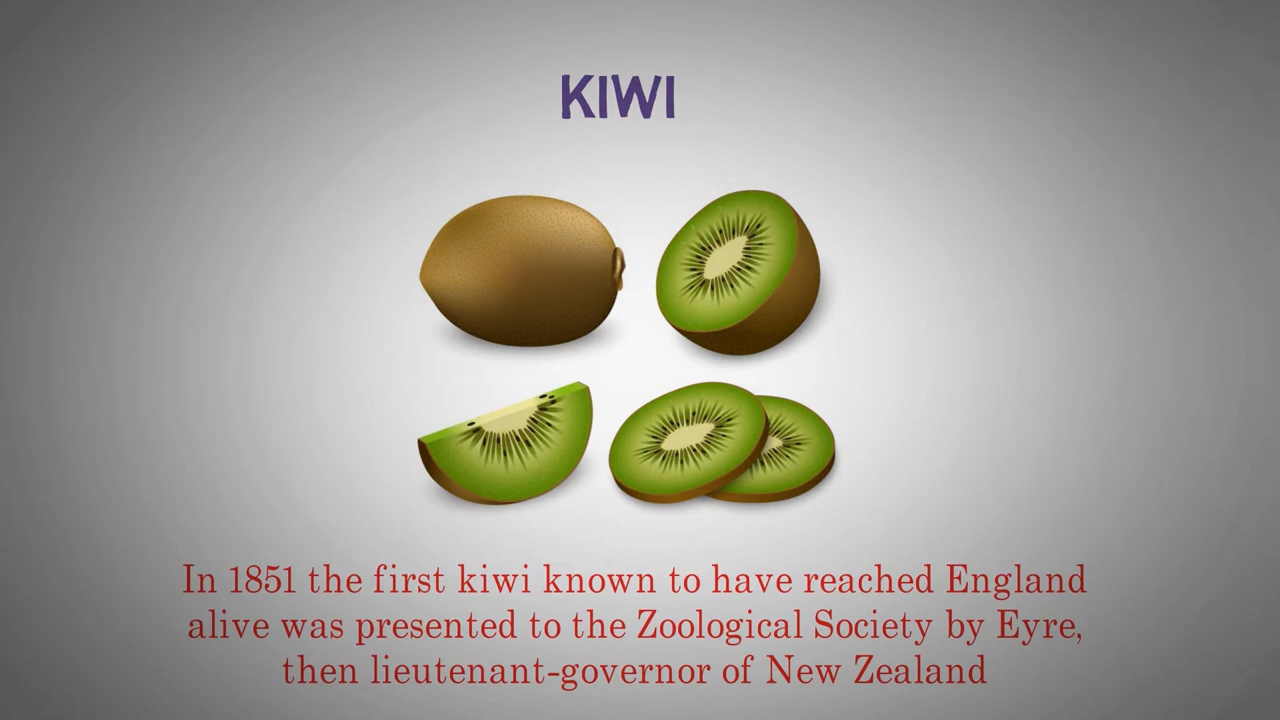 KIWI
In 1851 the first kiwi known to have reached England
alive was presented to the Zoological Society by Eyre,
then lieutenant-governor of New Zealand